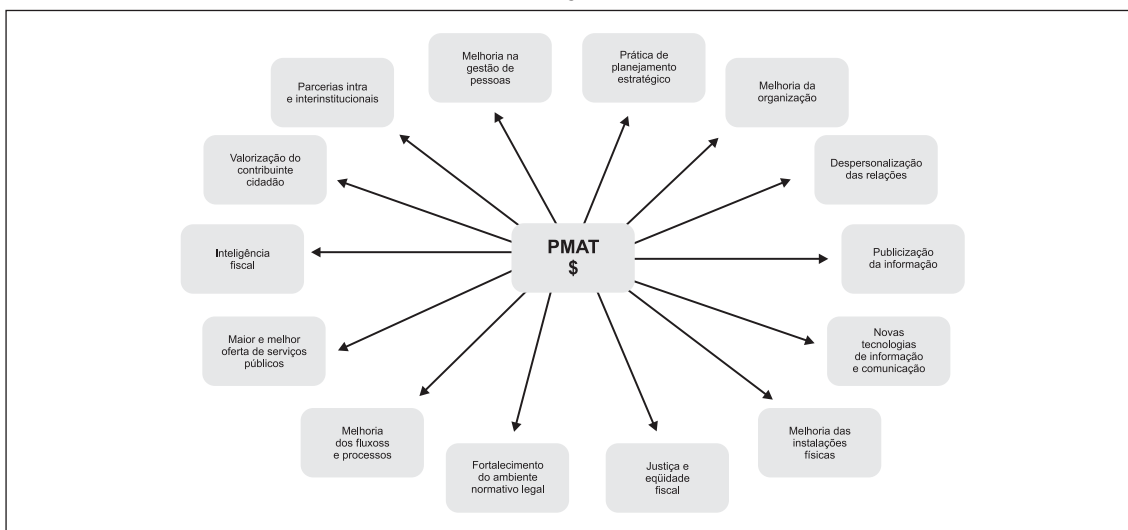 Melhoria na
gestão de
pessoas
Prática de
planejamento
estratégico
Parcerias intra
e interinstitucionais
Melhoria da
organização
Valorização do
contribuinte
cidadão
Despersonalização
das relações
PMAT
$
Inteligência
fiscal
Publicização
da informação
Maior e melhor
oferta de serviços
públicos
Novas
tecnologias
de informação
e comunicação
Melhoria
dos fluxoss
e processos
Fortalecimento
do ambiente
normativo legal
Justiça e
eqüidade
fiscal
Melhoria das
instalações
físicas